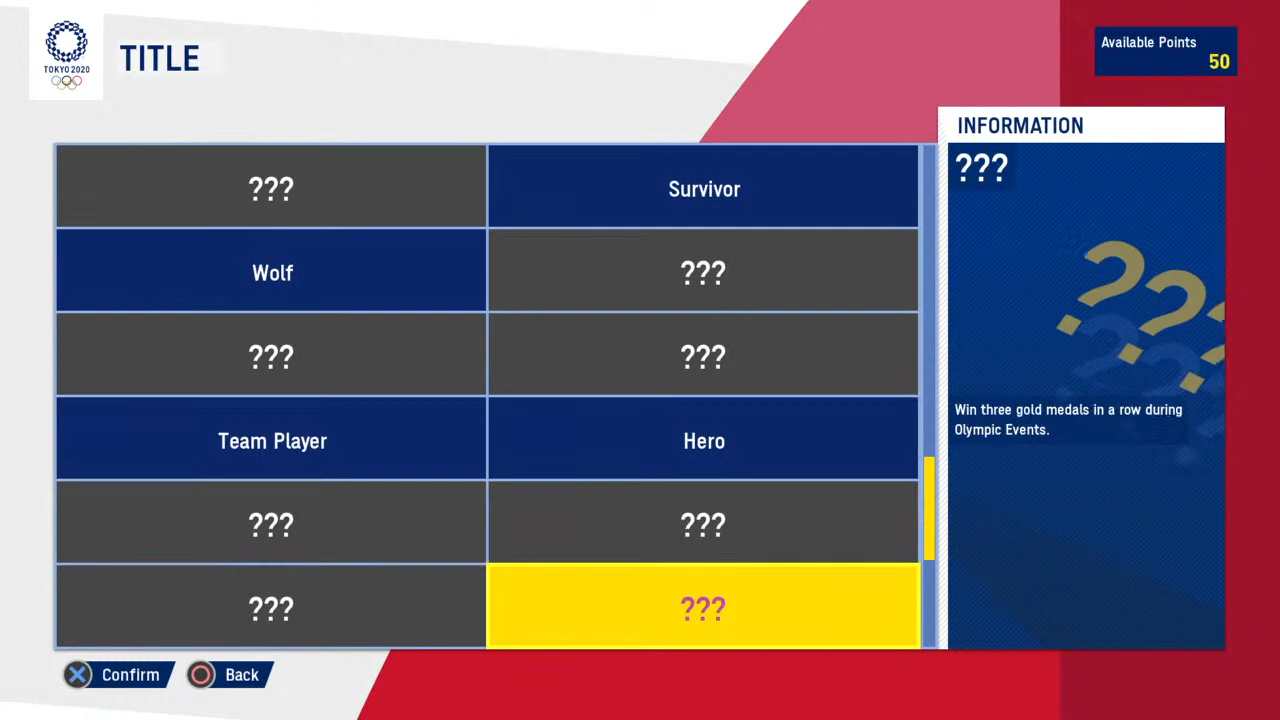 TOKYO 2020
TITLE
Available Points
50
INFORMATION
???
Survivor
Wolf
???
???
???
Team Player
Hero
???
???
???
???
???
Win three gold medals in a row during
Olympic Events.
Confirm
Back